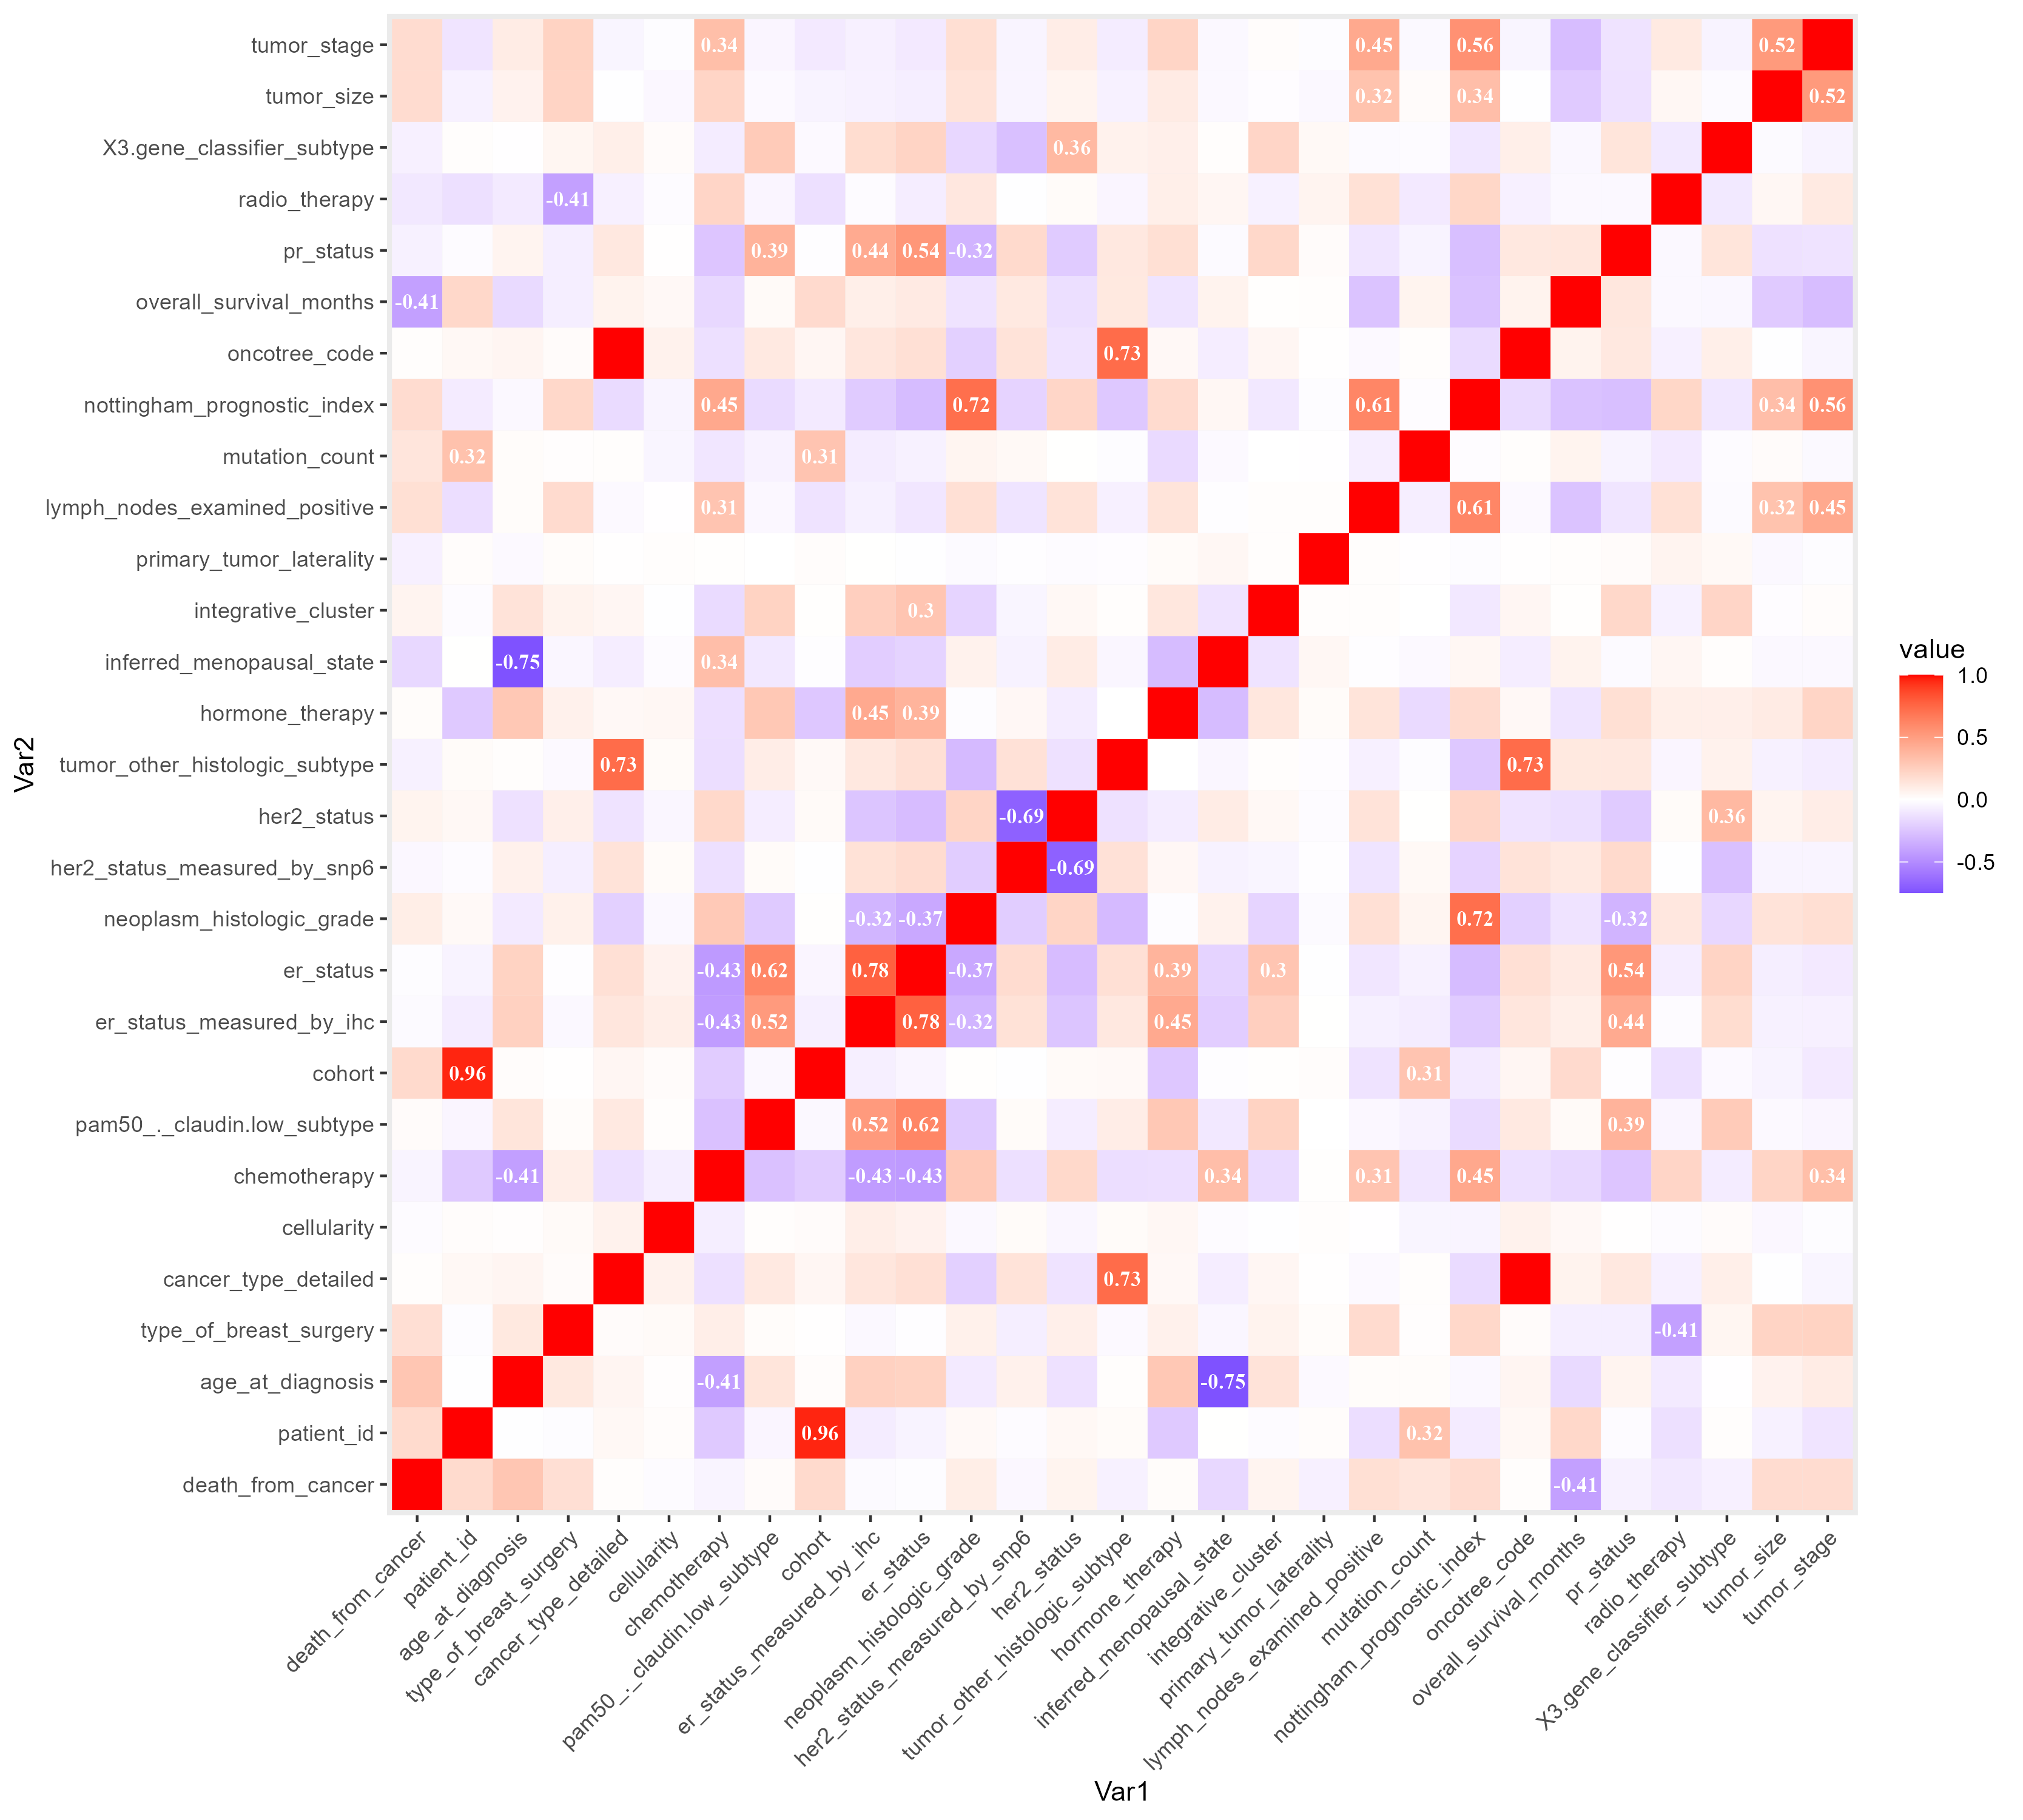 tumor_stage 0.34 0.45 0.56 0.52
tumor_size 0.32 0.34 0.52
X3.gene_classifier_subtype 0.36
radio_therapy -0.41
pr_status 0.39 0.44 0.54 -0.32
overall_survival_months -0.41
oncotree_code 0.73
nottingham_prognostic_index 0.45 0.72 0.61 0.34 0.56
mutation_count 0.32 0.31
lymph_nodes_examined_positive 0.31 0.61 0.32 0.45
primary_tumor_laterality
integrative_cluster 0.3
inferred_menopausal_state -0.75 0.34
hormone_therapy 0.45 0.39
tumor_other_histologic_subtype 0.73 0.73
her2_status -0.69 0.36
her2_status_measured_by_snp6 -0.69
neoplasm_histologic_grade -0.32 -0.37 0.72 -0.32
er_status -0.43 0.62 0.78 -0.37 0.39 0.3 0.54
er_status_measured_by_ihc -0.43 0.52 0.78 -0.32 0.45 0.44
cohort 0.96 0.31
pam50_._claudin.low_subtype 0.52 0.62 0.39
chemotherapy -0.41 -0.43 -0.43 0.34 0.31 0.45 0.34
cellularity
cancer_type_detailed 0.73
type_of_breast_surgery -0.41
age_at_diagnosis -0.41 -0.75
patient_id 0.96 0.32
death_from_cancer -0.41
Var2
death_from_cancer
patient_id
age_at_diagnosis
type_of_breast_surgery
cancer_type_detailed
cellularity
chemotherapy
pam50_._claudin.low_subtype
cohort
er_status_measured_by_ihc
er_status
neoplasm_histologic_grade
her2_status_measured_by_snp6
her2_status
tumor_other_histologic_subtype
hormone_therapy
inferred_menopausal_state
integrative_cluster
primary_tumor_laterality
lymph_nodes_examined_positive
mutation_count
nottingham_prognostic_index
oncotree_code
overall_survival_months
pr_status
radio_therapy
X3.gene_classifier_subtype
tumor_size
tumor_stage
Var1
value
1.0
0.5
0.0
-0.5